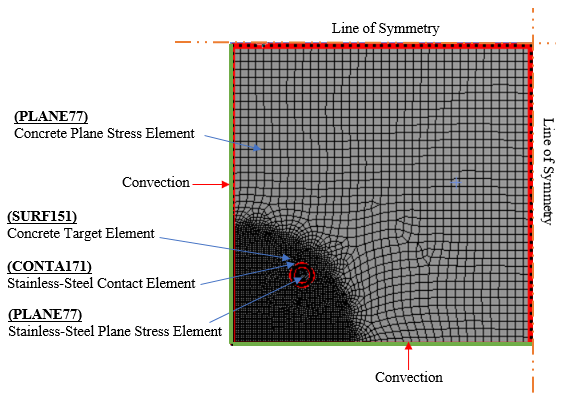 Line of Symmetry
(PLANE77)
Concrete Plane Stress Element
Line of Symmetry
Convection
(SURF151)
Concrete Target Element
(CONTA171)
Stainless-Steel Contact Element
(PLANE77)
Stainless-Steel Plane Stress Element
Convection